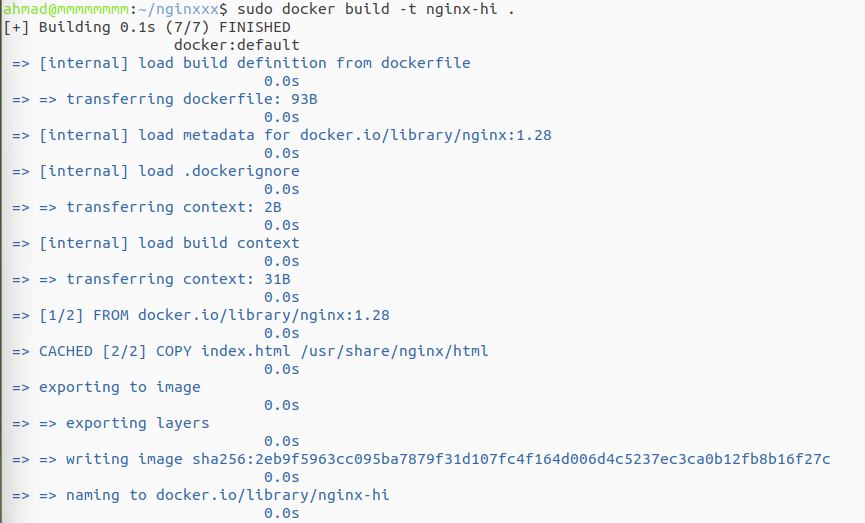 ahmad@mmmmmmmm:~/nginxxx$ sudo docker build -t nginx-hi .
[+] Building 0.1s (7/7) FINISHED
docker:default
=> [internal] load build definition from dockerfile
0.0s
=> => transferring dockerfile: 93B
0.0s
=> [internal] load metadata for docker.io/library/nginx:1.28
0.0s
=> [internal] load .dockerignore
0.0s
=> => transferring context: 2B
0.0s
=> [internal] load build context
0.0s
=> => transferring context: 31B
0.0s
=> [1/2] FROM docker.io/library/nginx:1.28
0.0s
=> CACHED [2/2] COPY index.html /usr/share/nginx/html
0.0s
=> exporting to image
0.0s
=> => exporting layers
0.0s
=> => writing image sha256:2eb9f5963cc095ba7879f31d107fc4f164d006d4c5237ec3ca0b12fb8b16f27c
0.0s
=> => naming to docker.io/library/nginx-hi
0.0s